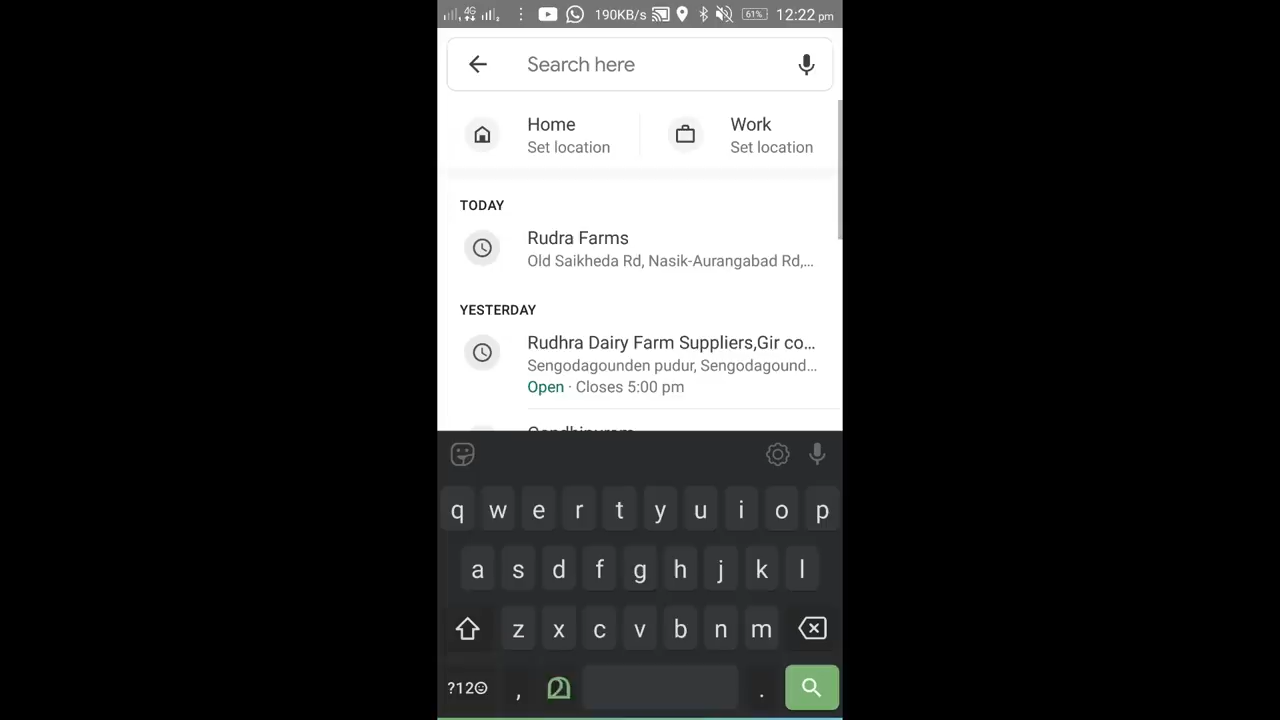 4G 190KB/s 61% 12:22 pm
Search here
Home Work
Set location Set location
TODAY
Rudra Farms
Old Saikheda Rd, Nasik-Aurangabad Rd,...
YESTERDAY
Rudhra Dairy Farm Suppliers,Gir co...
Sengodagounden pudur, Sengodagound...
Open · Closes 5:00 pm
q w e r t y u i o p
a s d f g h j k l
z x c v b n m
?12☺ , .